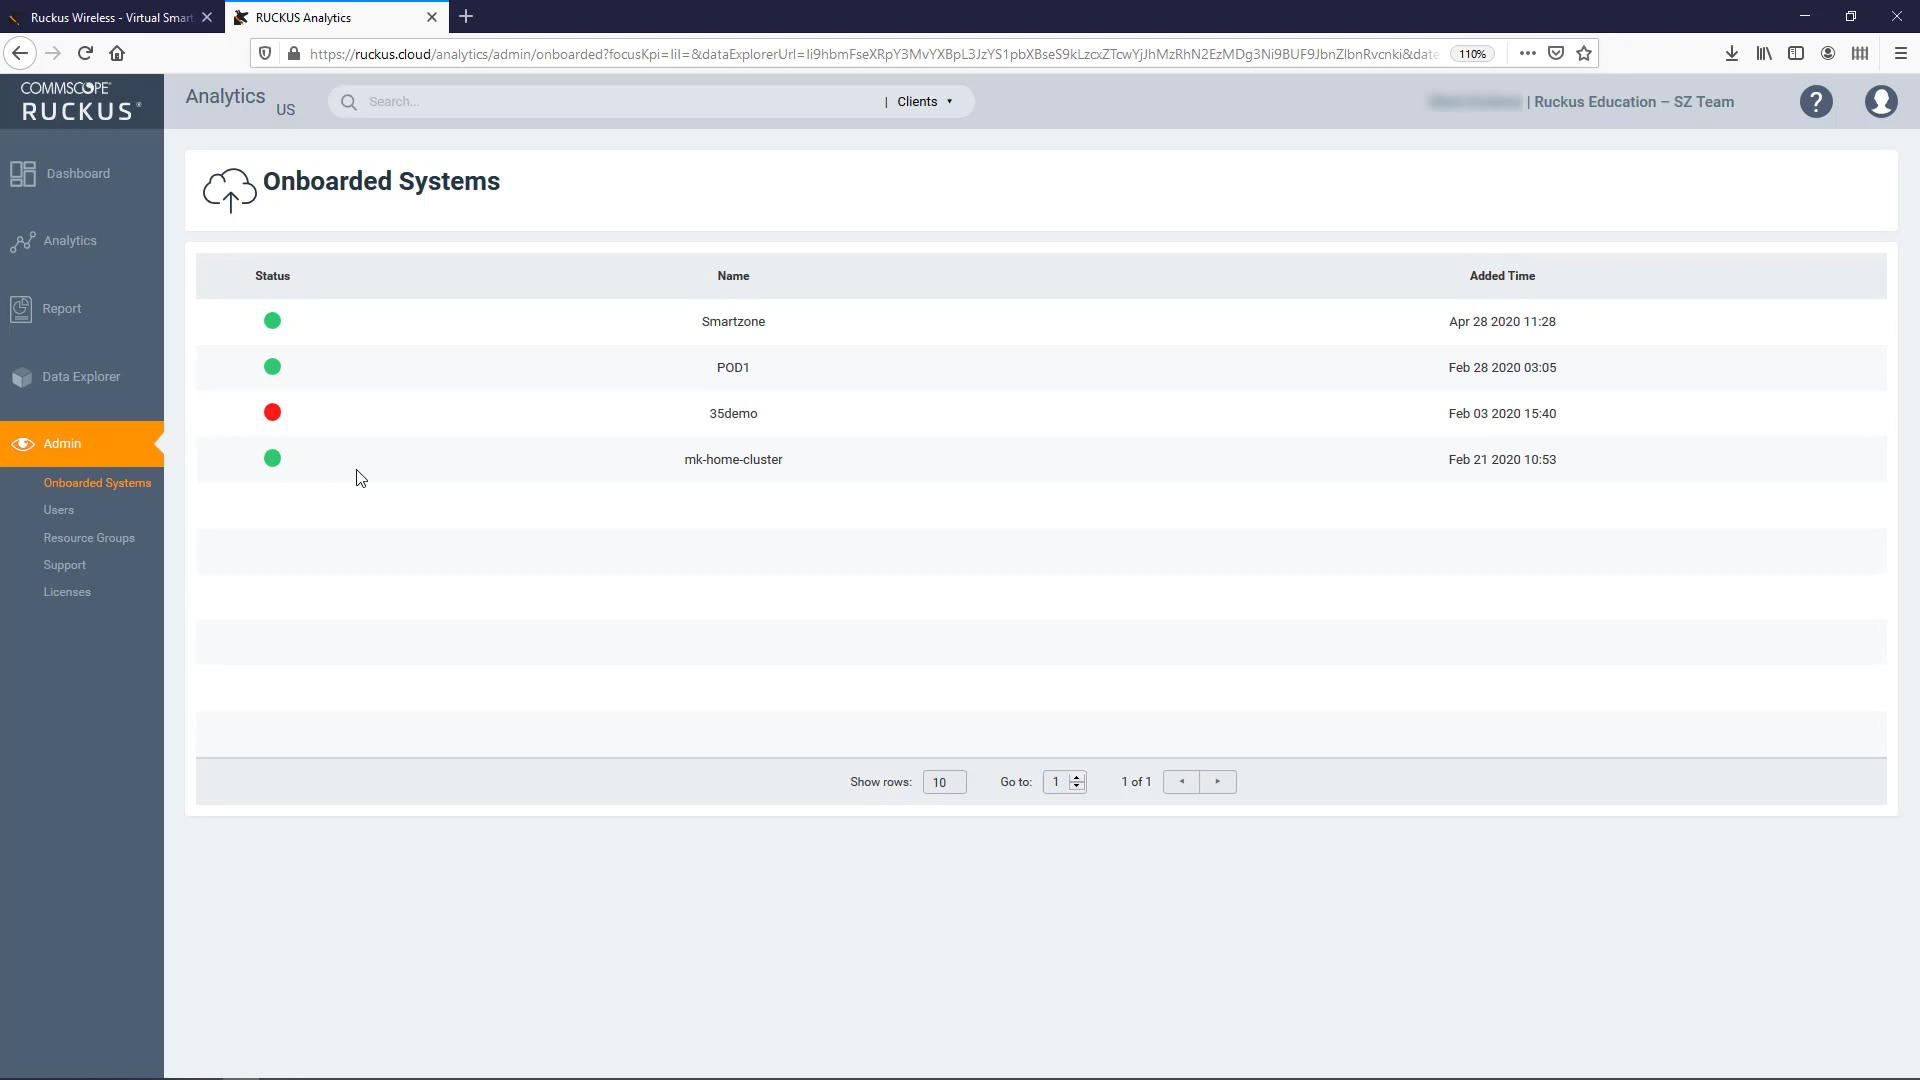 Ruckus Wireless - Virtual Smar
RUCKUS Analytics
https://ruckus.cloud/analytics/admin/onboarded?focusKpi=IiI=&dataExplorerUrl=Ii9hbmFseXRpY3MvYXBpL3JzYS1pbXBseS9kLzcxZTcwYjJhMzRhN2EzMDg3Ni9BUF9JbnZlbnRvcnki&date
110%
COMMSCOPE
RUCKUS
Analytics US
Search...
| Clients
| Ruckus Education – SZ Team
?
Dashboard
Analytics
Report
Data Explorer
Admin
Onboarded Systems
Users
Resource Groups
Support
Licenses
Onboarded Systems
Status Name Added Time
Smartzone Apr 28 2020 11:28
POD1 Feb 28 2020 03:05
35demo Feb 03 2020 15:40
mk-home-cluster Feb 21 2020 10:53
Show rows: 10 Go to: 1 1 of 1